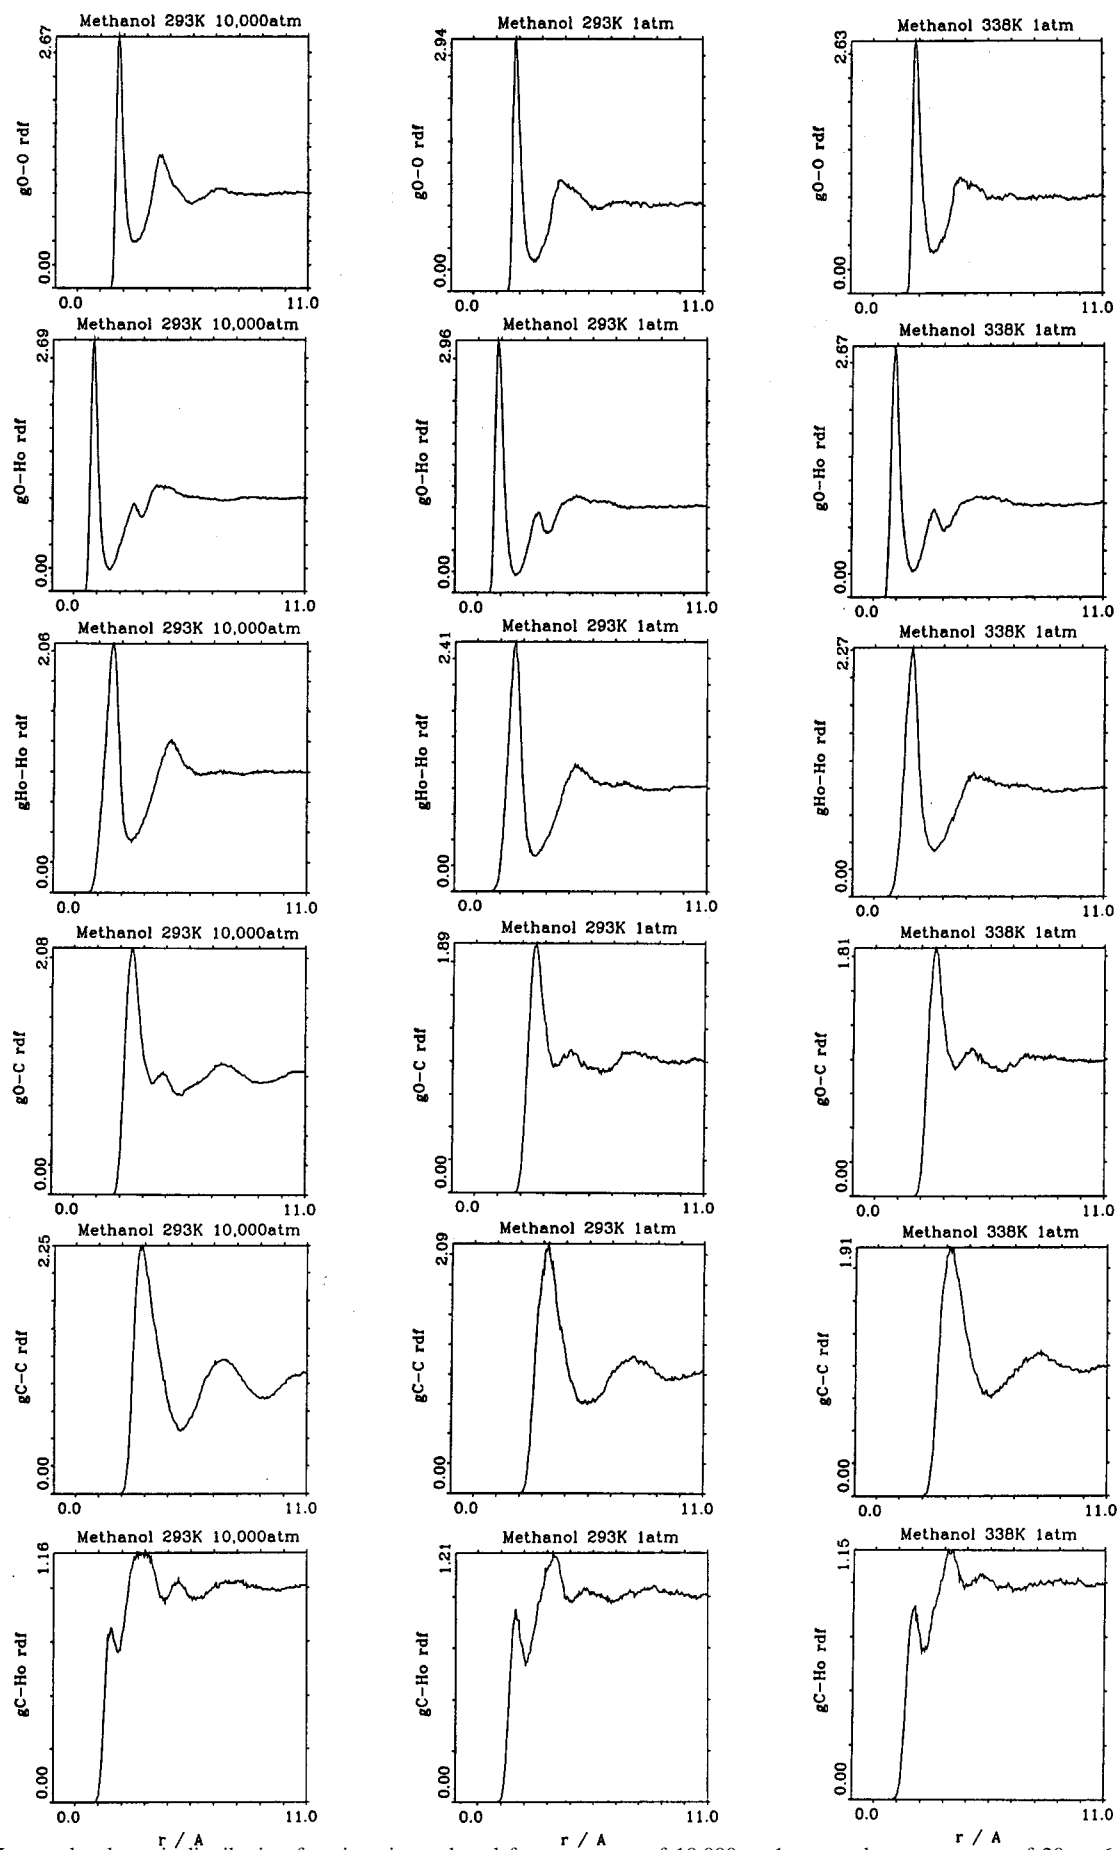 Methanol 293K 10,000atm
2.67
gO-O rdf
0.00
0.0
11.0
Methanol 293K 1atm
2.94
gO-O rdf
0.00
0.0
11.0
Methanol 338K 1atm
2.63
gO-O rdf
0.00
0.0
11.0
Methanol 293K 10,000atm
2.69
gO-Ho rdf
0.00
0.0
11.0
Methanol 293K 1atm
2.96
gO-Ho rdf
0.00
0.0
11.0
Methanol 338K 1atm
2.67
gO-Ho rdf
0.00
0.0
11.0
Methanol 293K 10,000atm
2.06
gHo-Ho rdf
0.00
0.0
11.0
Methanol 293K 1atm
2.41
gHo-Ho rdf
0.00
0.0
11.0
Methanol 338K 1atm
2.27
gHo-Ho rdf
0.00
0.0
11.0
Methanol 293K 10,000atm
2.08
gO-C rdf
0.00
0.0
11.0
Methanol 293K 1atm
1.89
gO-C rdf
0.00
0.0
11.0
Methanol 338K 1atm
1.81
gO-C rdf
0.00
0.0
11.0
Methanol 293K 10,000atm
2.25
gC-C rdf
0.00
0.0
11.0
Methanol 293K 1atm
2.09
gC-C rdf
0.00
0.0
11.0
Methanol 338K 1atm
1.91
gC-C rdf
0.00
0.0
11.0
Methanol 293K 10,000atm
1.16
gC-Ho rdf
0.00
0.0
11.0
r / A
Methanol 293K 1atm
1.21
gC-Ho rdf
0.00
0.0
11.0
r / A
Methanol 338K 1atm
1.15
gC-Ho rdf
0.00
0.0
11.0
r / A